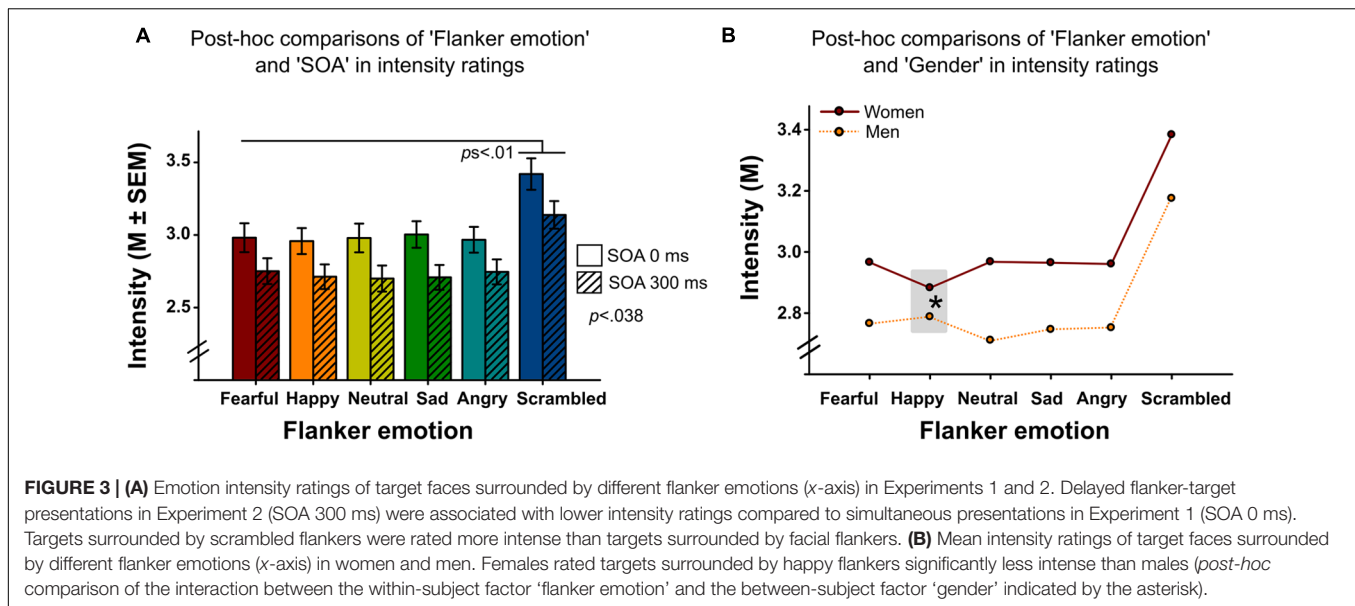 A
Post-hoc comparisons of 'Flanker emotion'
and 'SOA' in intensity ratings
Intensity (M ± SEM)
3.5
3.0
2.5
ps<.01
SOA 0 ms
SOA 300 ms
p<.038
Fearful Happy Neutral Sad Angry Scrambled
Flanker emotion
B
Post-hoc comparisons of 'Flanker emotion'
and 'Gender' in intensity ratings
Women
Men
Intensity (M)
3.4
3.2
3.0
2.8
*
Fearful Happy Neutral Sad Angry Scrambled
Flanker emotion
FIGURE 3 | (A) Emotion intensity ratings of target faces surrounded by different flanker emotions (x-axis) in Experiments 1 and 2. Delayed flanker-target
presentations in Experiment 2 (SOA 300 ms) were associated with lower intensity ratings compared to simultaneous presentations in Experiment 1 (SOA 0 ms).
Targets surrounded by scrambled flankers were rated more intense than targets surrounded by facial flankers. (B) Mean intensity ratings of target faces surrounded
by different flanker emotions (x-axis) in women and men. Females rated targets surrounded by happy flankers significantly less intense than males (post-hoc
comparison of the interaction between the within-subject factor 'flanker emotion' and the between-subject factor 'gender' indicated by the asterisk).